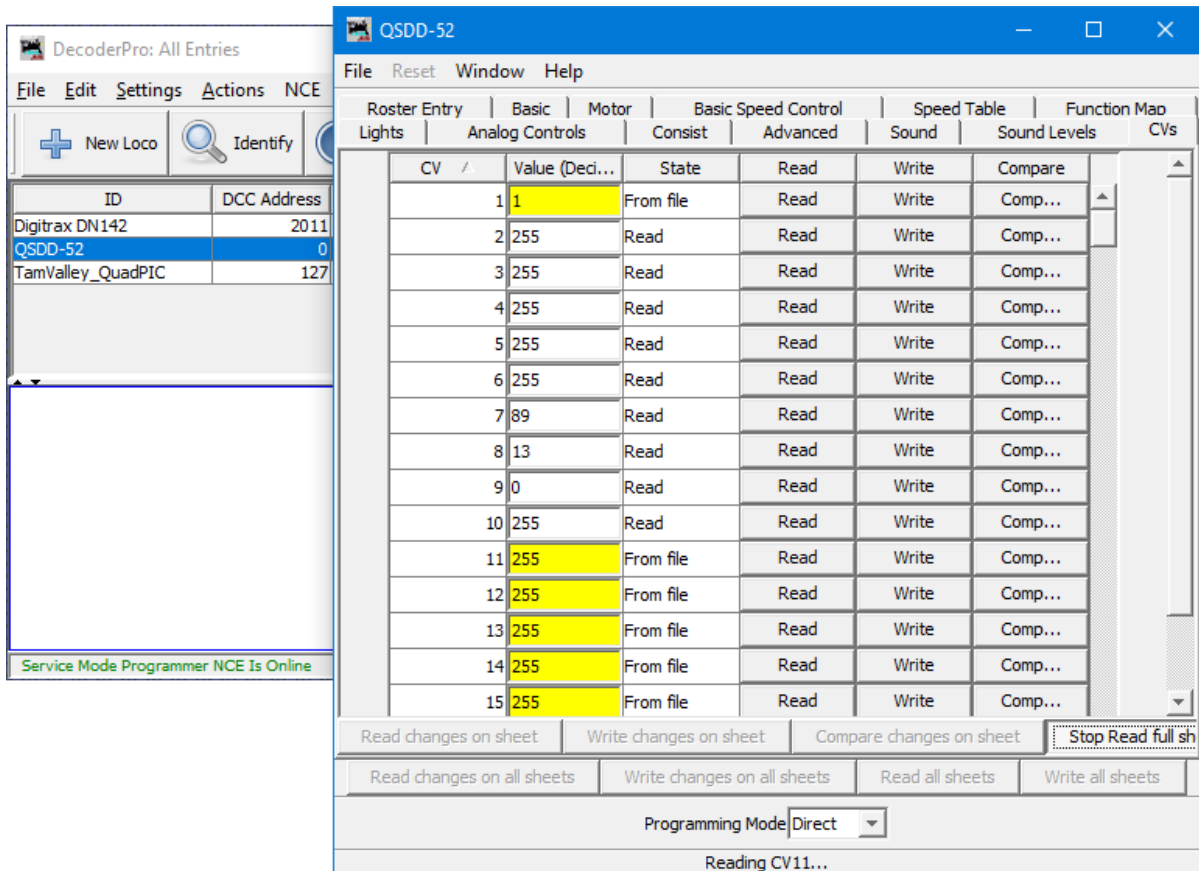 DecoderPro: All Entries
File Edit Settings Actions NCE
New Loco Identify
ID DCC Address
Digitrax DN142 2011
QSDD-52 0
TamValley_QuadPIC 127
Service Mode Programmer NCE Is Online
QSDD-52
File Reset Window Help
Roster Entry Basic Motor Basic Speed Control Speed Table Function Map
Lights Analog Controls Consist Advanced Sound Sound Levels CVs
CV Value (Deci... State Read Write Compare
1 1 From file Read Write Comp...
2 255 Read Read Write Comp...
3 255 Read Read Write Comp...
4 255 Read Read Write Comp...
5 255 Read Read Write Comp...
6 255 Read Read Write Comp...
7 89 Read Read Write Comp...
8 13 Read Read Write Comp...
9 0 Read Read Write Comp...
10 255 Read Read Write Comp...
11 255 From file Read Write Comp...
12 255 From file Read Write Comp...
13 255 From file Read Write Comp...
14 255 From file Read Write Comp...
15 255 From file Read Write Comp...
Read changes on sheet Write changes on sheet Compare changes on sheet Stop Read full sh
Read changes on all sheets Write changes on all sheets Read all sheets Write all sheets
Programming Mode Direct
Reading CV11...